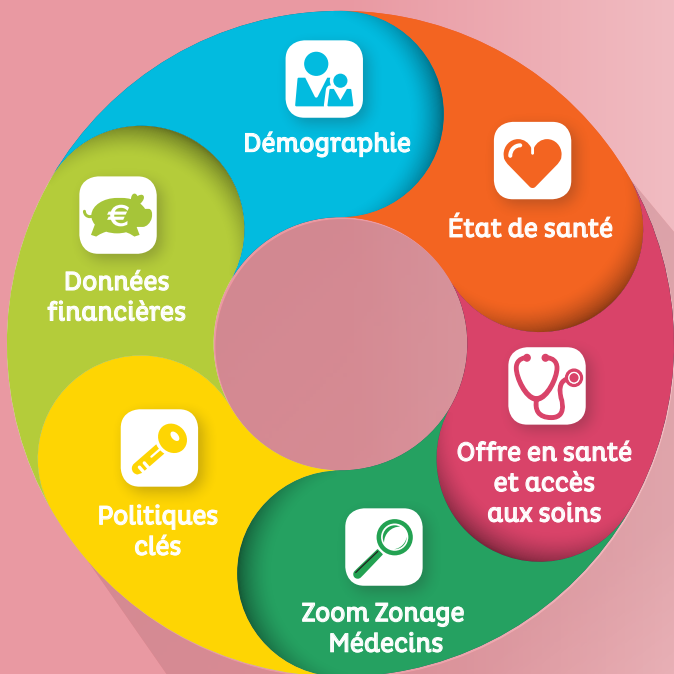 Démographie
État de santé
Offre en santé
et accès
aux soins
Zoom Zonage
Médecins
Politiques
clés
Données
financières
€